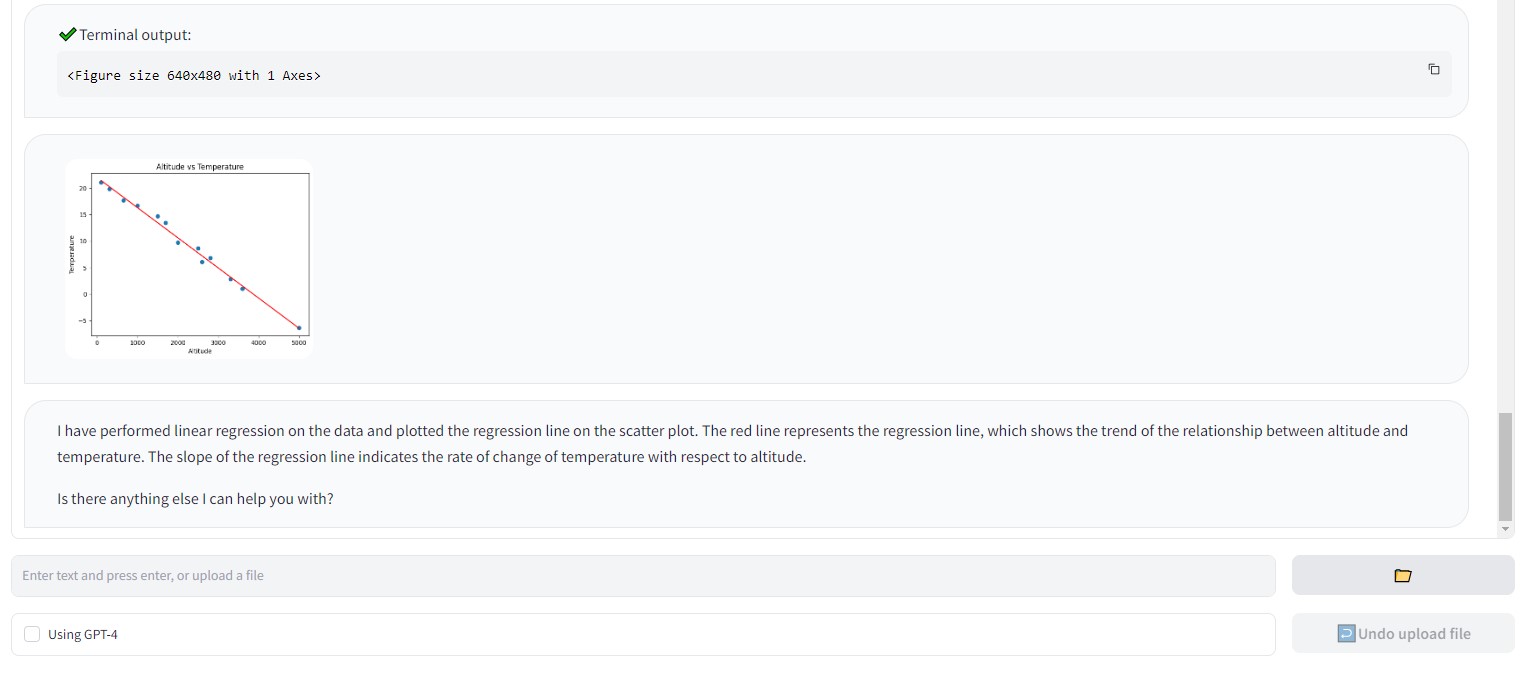 Terminal output:
<Figure size 640x480 with 1 Axes>
Altitude vs Temperature
20
15
10
5
0
−5
Temperature
0 1000 2000 3000 4000 5000
Altitude
I have performed linear regression on the data and plotted the regression line on the scatter plot. The red line represents the regression line, which shows the trend of the relationship between altitude and
temperature. The slope of the regression line indicates the rate of change of temperature with respect to altitude.
Is there anything else I can help you with?
Enter text and press enter, or upload a file
Using GPT-4
Undo upload file